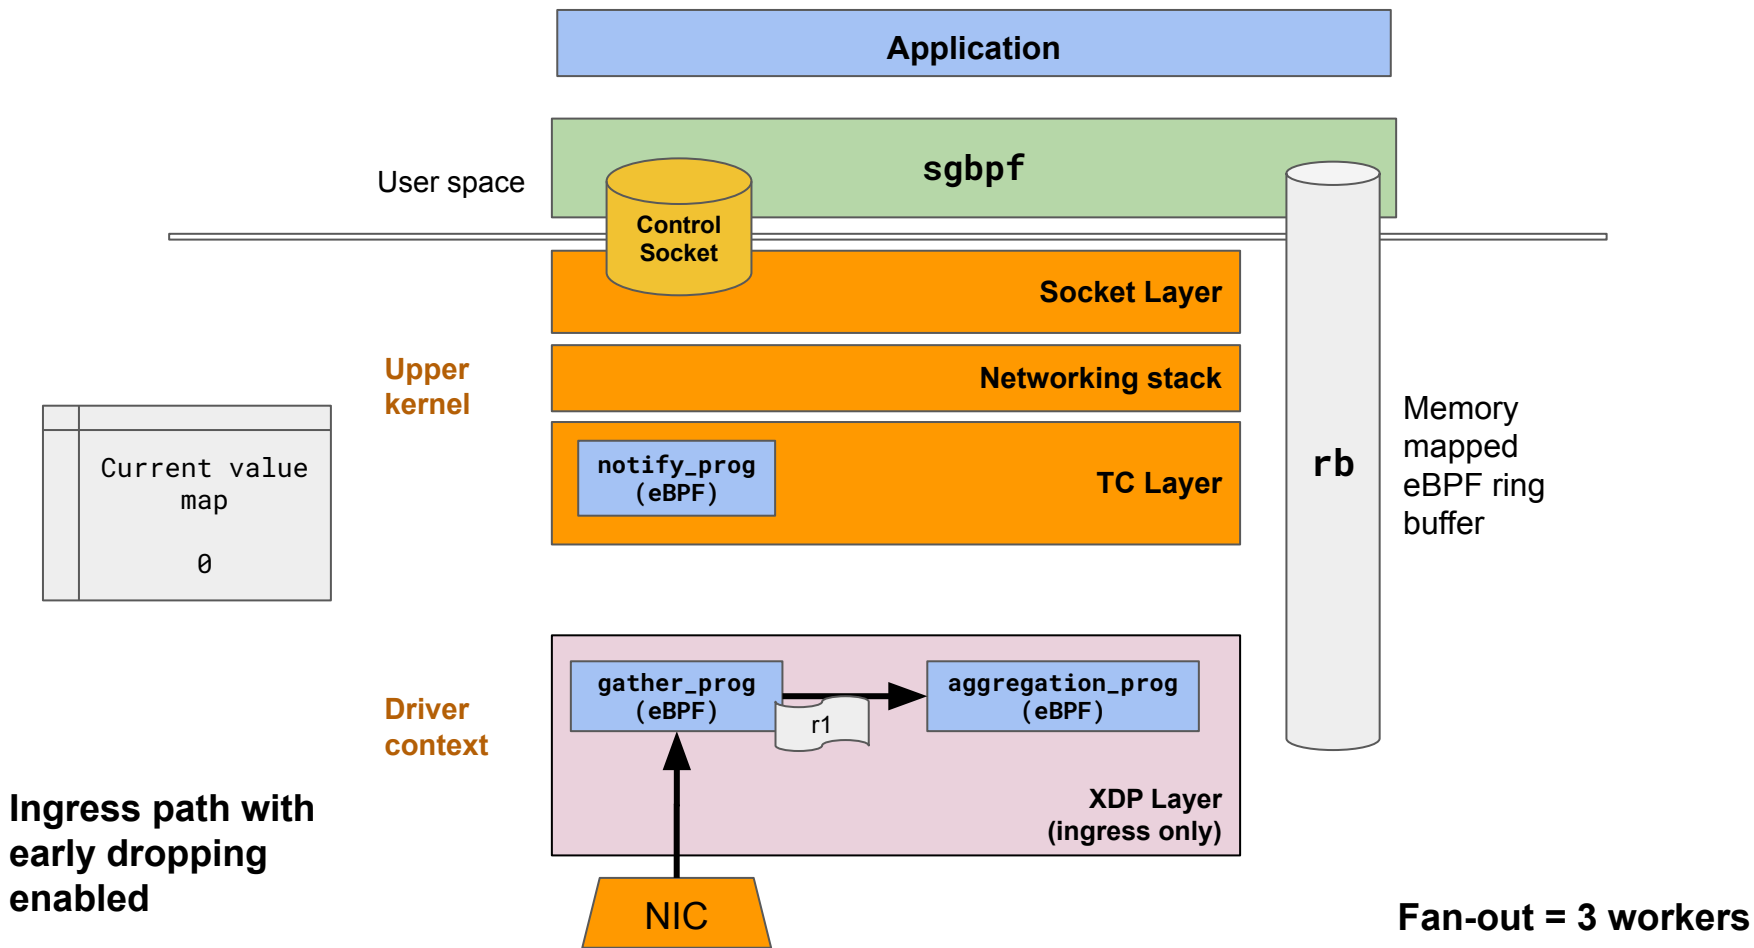 Application
sgbpf
User space
Control
Socket
Socket Layer
Upper
kernel
Networking stack
Current value
map
0
notify_prog
(eBPF)
TC Layer
rb
Memory
mapped
eBPF ring
buffer
Driver
context
gather_prog
(eBPF)
r1
aggregation_prog
(eBPF)
XDP Layer
(ingress only)
Ingress path with
early dropping
enabled
NIC
Fan-out = 3 workers